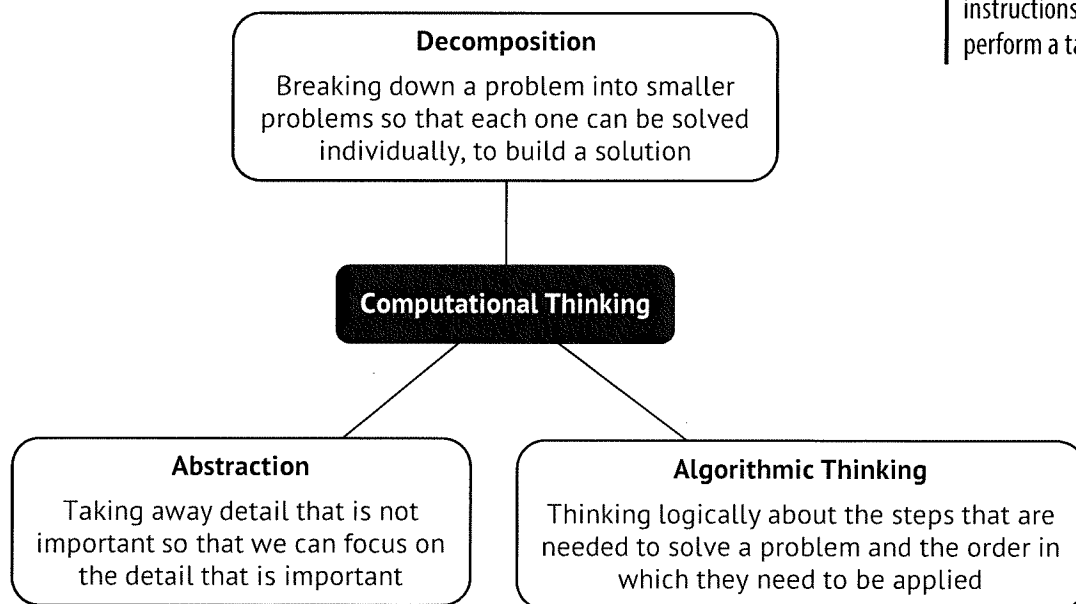 instructions
perform a ta
Decomposition
Breaking down a problem into smaller
problems so that each one can be solved
individually, to build a solution
Computational Thinking
Abstraction
Taking away detail that is not
important so that we can focus on
the detail that is important
Algorithmic Thinking
Thinking logically about the steps that are
needed to solve a problem and the order in
which they need to be applied